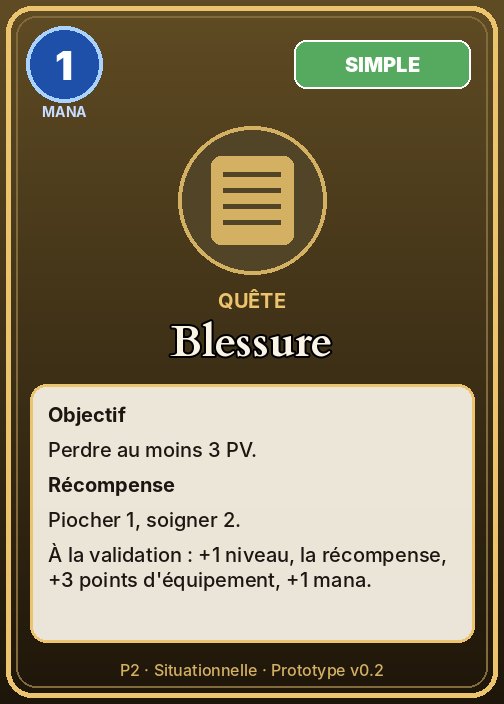 1
SIMPLE
MANA
QUÊTE
Blessure
Objectif
Perdre au moins 3 PV.
Récompense
Piocher 1, soigner 2.
À la validation : +1 niveau, la récompense,
+3 points d'équipement, +1 mana.
P2 · Situationnelle · Prototype v0.2